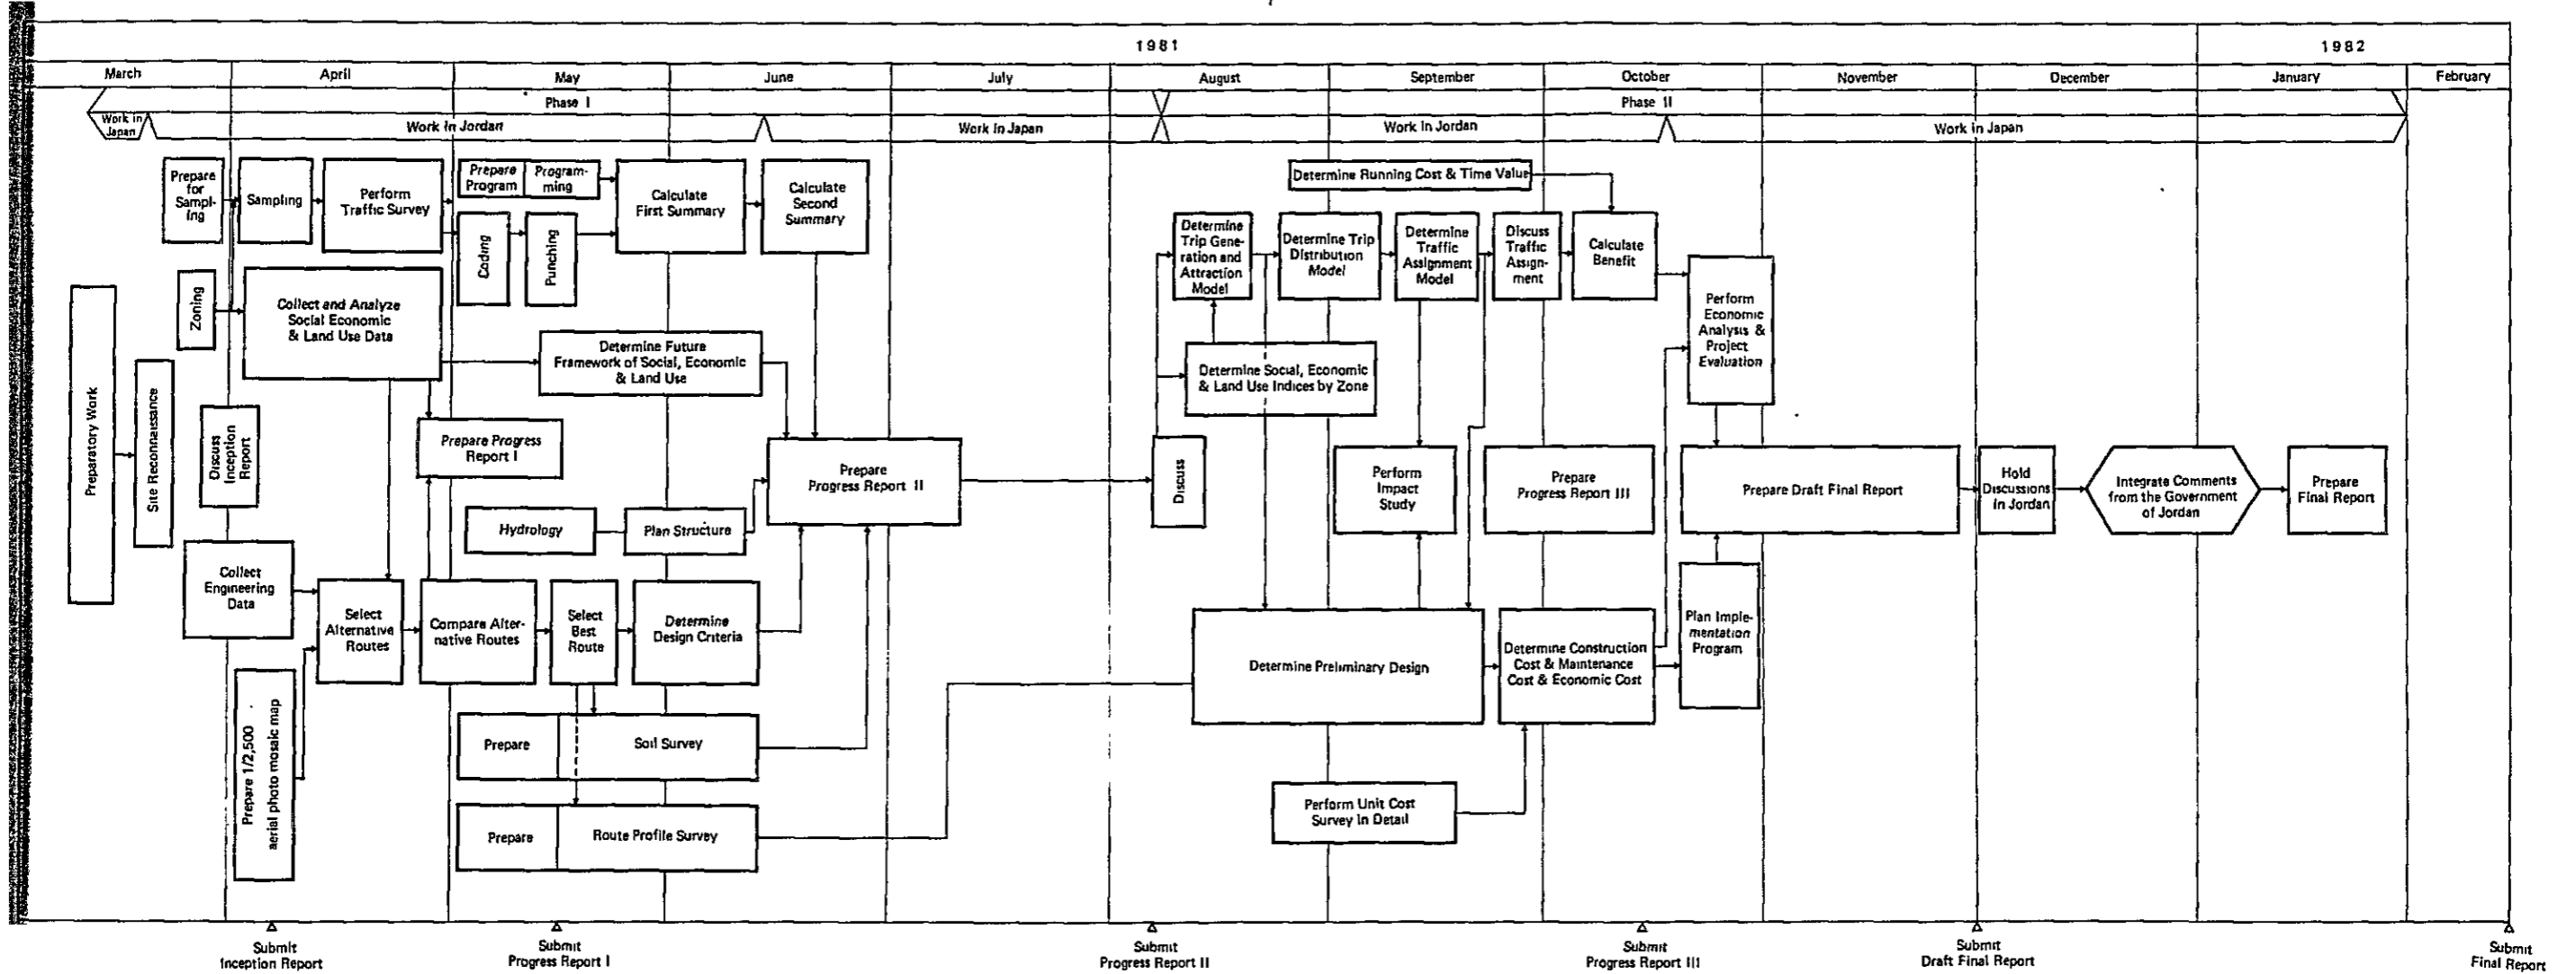 1981
1982
March
April
May
June
July
August
September
October
November
December
January
February
Phase I
Phase II
Work in
Japan
Work in Jordan
Work in Japan
Work in Jordan
Work in Japan
Prepare
for
Sampl-
ing
Sampling
Perform
Traffic Survey
Prepare
Program
Program-
ming
Coding
Punching
Calculate
First Summary
Calculate
Second
Summary
Zoning
Collect and Analyze
Social Economic
& Land Use Data
Determine Future
Framework of Social, Economic
& Land Use
Preparatory Work
Site Reconnaissance
Discuss
Inception
Report
Prepare Progress
Report I
Hydrology
Plan Structure
Prepare
Progress Report II
Collect
Engineering
Data
Select
Alternative
Routes
Compare Alter-
native Routes
Select
Best
Route
Determine
Design Criteria
Prepare 1/2,500
aerial photo mosaic map
Prepare
Soil Survey
Prepare
Route Profile Survey
Determine Running Cost & Time Value
Determine
Trip Gene-
ration and
Attraction
Model
Determine Trip
Distribution
Model
Determine
Traffic
Assignment
Model
Discuss
Traffic
Assign-
ment
Calculate
Benefit
Perform
Economic
Analysis &
Project
Evaluation
Determine Social, Economic
& Land Use Indices by Zone
Discuss
Perform
Impact
Study
Prepare
Progress Report III
Prepare Draft Final Report
Hold
Discussions
in Jordan
Integrate Comments
from the Government
of Jordan
Prepare
Final Report
Determine Preliminary Design
Determine Construction
Cost & Maintenance
Cost & Economic Cost
Plan Imple-
mentation
Program
Perform Unit Cost
Survey in Detail
Submit
Inception Report
Submit
Progress Report I
Submit
Progress Report II
Submit
Progress Report III
Submit
Draft Final Report
Submit
Final Report